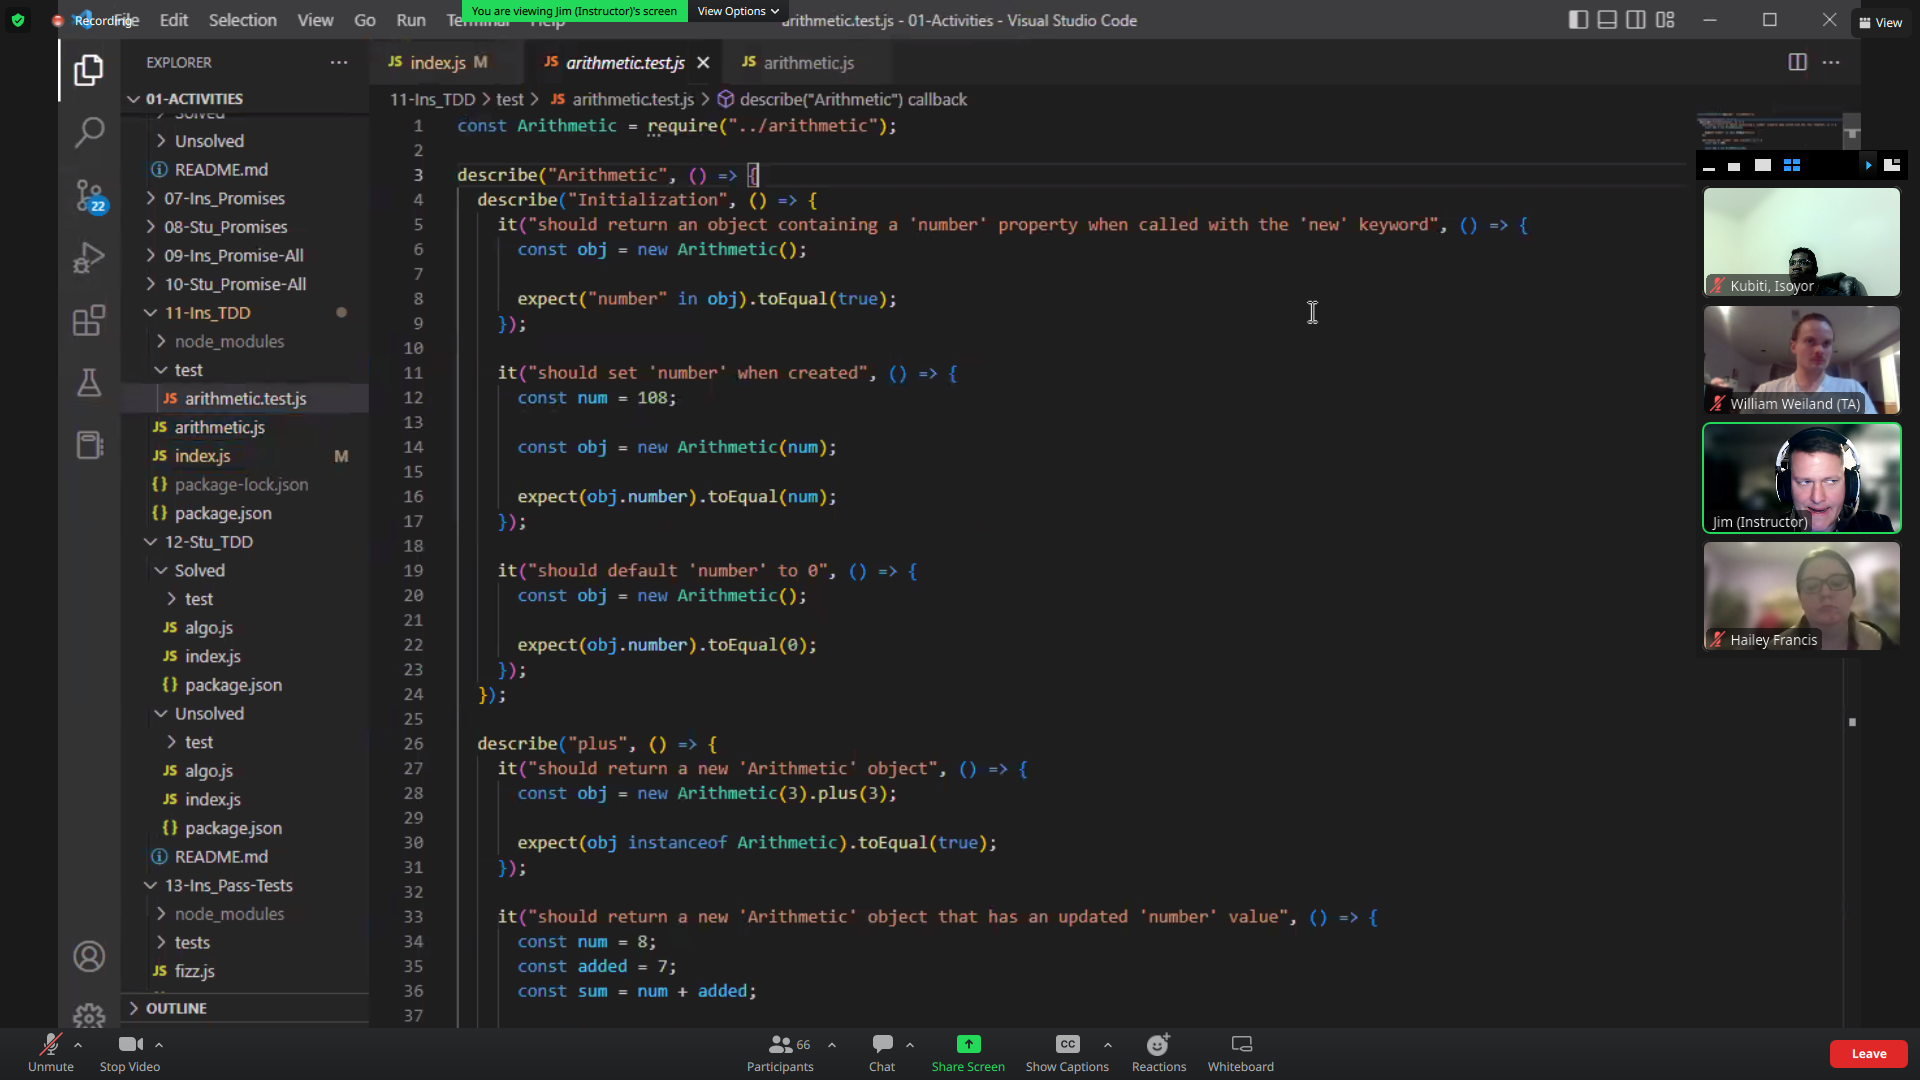 Recording
File Edit Selection View Go Run Terminal Help
You are viewing Jim (Instructor)'s screen
View Options
arithmetic.test.js - 01-Activities - Visual Studio Code
View
EXPLORER
01-ACTIVITIES
Solved
Unsolved
README.md
07-Ins_Promises
08-Stu_Promises
09-Ins_Promise-All
10-Stu_Promise-All
11-Ins_TDD
node_modules
test
JS arithmetic.test.js
JS arithmetic.js
JS index.js M
{} package-lock.json
{} package.json
12-Stu_TDD
Solved
test
JS algo.js
JS index.js
{} package.json
Unsolved
test
JS algo.js
JS index.js
{} package.json
README.md
13-Ins_Pass-Tests
node_modules
tests
JS fizz.js
OUTLINE
22
JS index.js M
JS arithmetic.test.js
JS arithmetic.js
11-Ins_TDD > test > JS arithmetic.test.js > describe("Arithmetic") callback
1 const Arithmetic = require("../arithmetic");
2
3 describe("Arithmetic", () => {
4 describe("Initialization", () => {
5 it("should return an object containing a 'number' property when called with the 'new' keyword", () => {
6 const obj = new Arithmetic();
7
8 expect("number" in obj).toEqual(true);
9 });
10
11 it("should set 'number' when created", () => {
12 const num = 108;
13
14 const obj = new Arithmetic(num);
15
16 expect(obj.number).toEqual(num);
17 });
18
19 it("should default 'number' to 0", () => {
20 const obj = new Arithmetic();
21
22 expect(obj.number).toEqual(0);
23 });
24 });
25
26 describe("plus", () => {
27 it("should return a new 'Arithmetic' object", () => {
28 const obj = new Arithmetic(3).plus(3);
29
30 expect(obj instanceof Arithmetic).toEqual(true);
31 });
32
33 it("should return a new 'Arithmetic' object that has an updated 'number' value", () => {
34 const num = 8;
35 const added = 7;
36 const sum = num + added;
37
Kubiti, Isoyor
William Weiland (TA)
Jim (Instructor)
Hailey Francis
Unmute
Stop Video
Participants 66
Chat
Share Screen
CC Show Captions
Reactions
Whiteboard
Leave